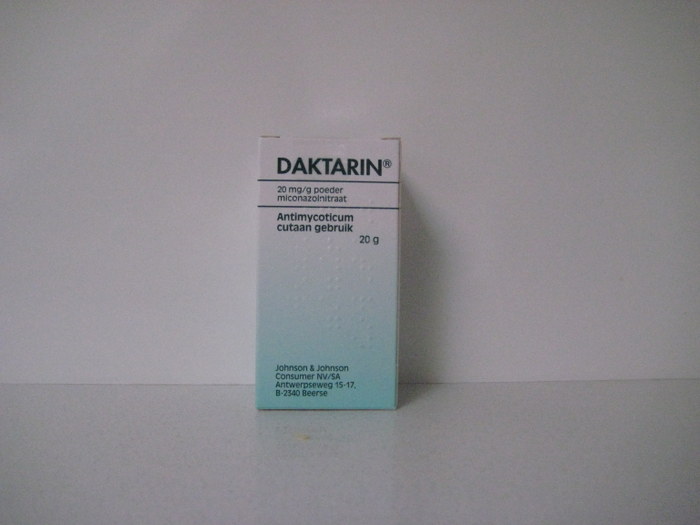 DAKTARIN®
20 mg/g poeder
miconazolnitraat
Antimycoticum
cutaan gebruik
20 g
Johnson & Johnson
Consumer NV/SA
Antwerpseweg 15-17,
B-2340 Beerse